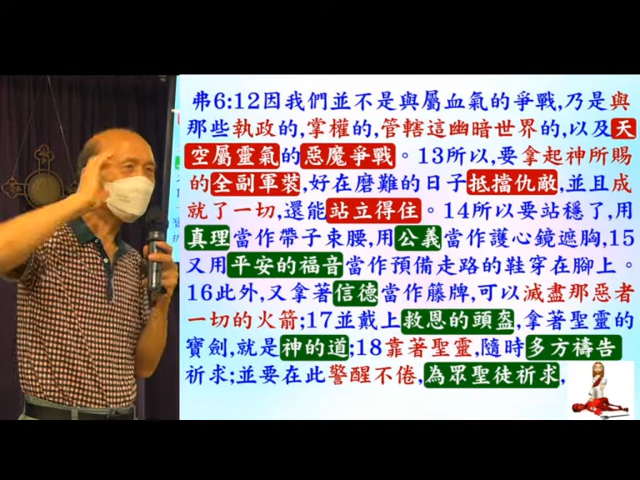 弗6:12因我們並不是與屬血氣的爭戰,乃是與
那些執政的,掌權的,管轄這幽暗世界的,以及天
空屬靈氣的惡魔爭戰。13所以,要拿起神所賜
的全副軍裝,好在磨難的日子抵擋仇敵,並且成
就了一切,還能站立得住。14所以要站穩了,用
真理當作帶子束腰,用公義當作護心鏡遮胸,15
又用平安的福音當作預備走路的鞋穿在腳上。
16此外,又拿著信德當作籐牌,可以滅盡那惡者
一切的火箭;17並戴上救恩的頭盔,拿著聖靈的
寶劍,就是神的道;18靠著聖靈,隨時多方禱告
祈求;並要在此警醒不倦,為眾聖徒祈求,